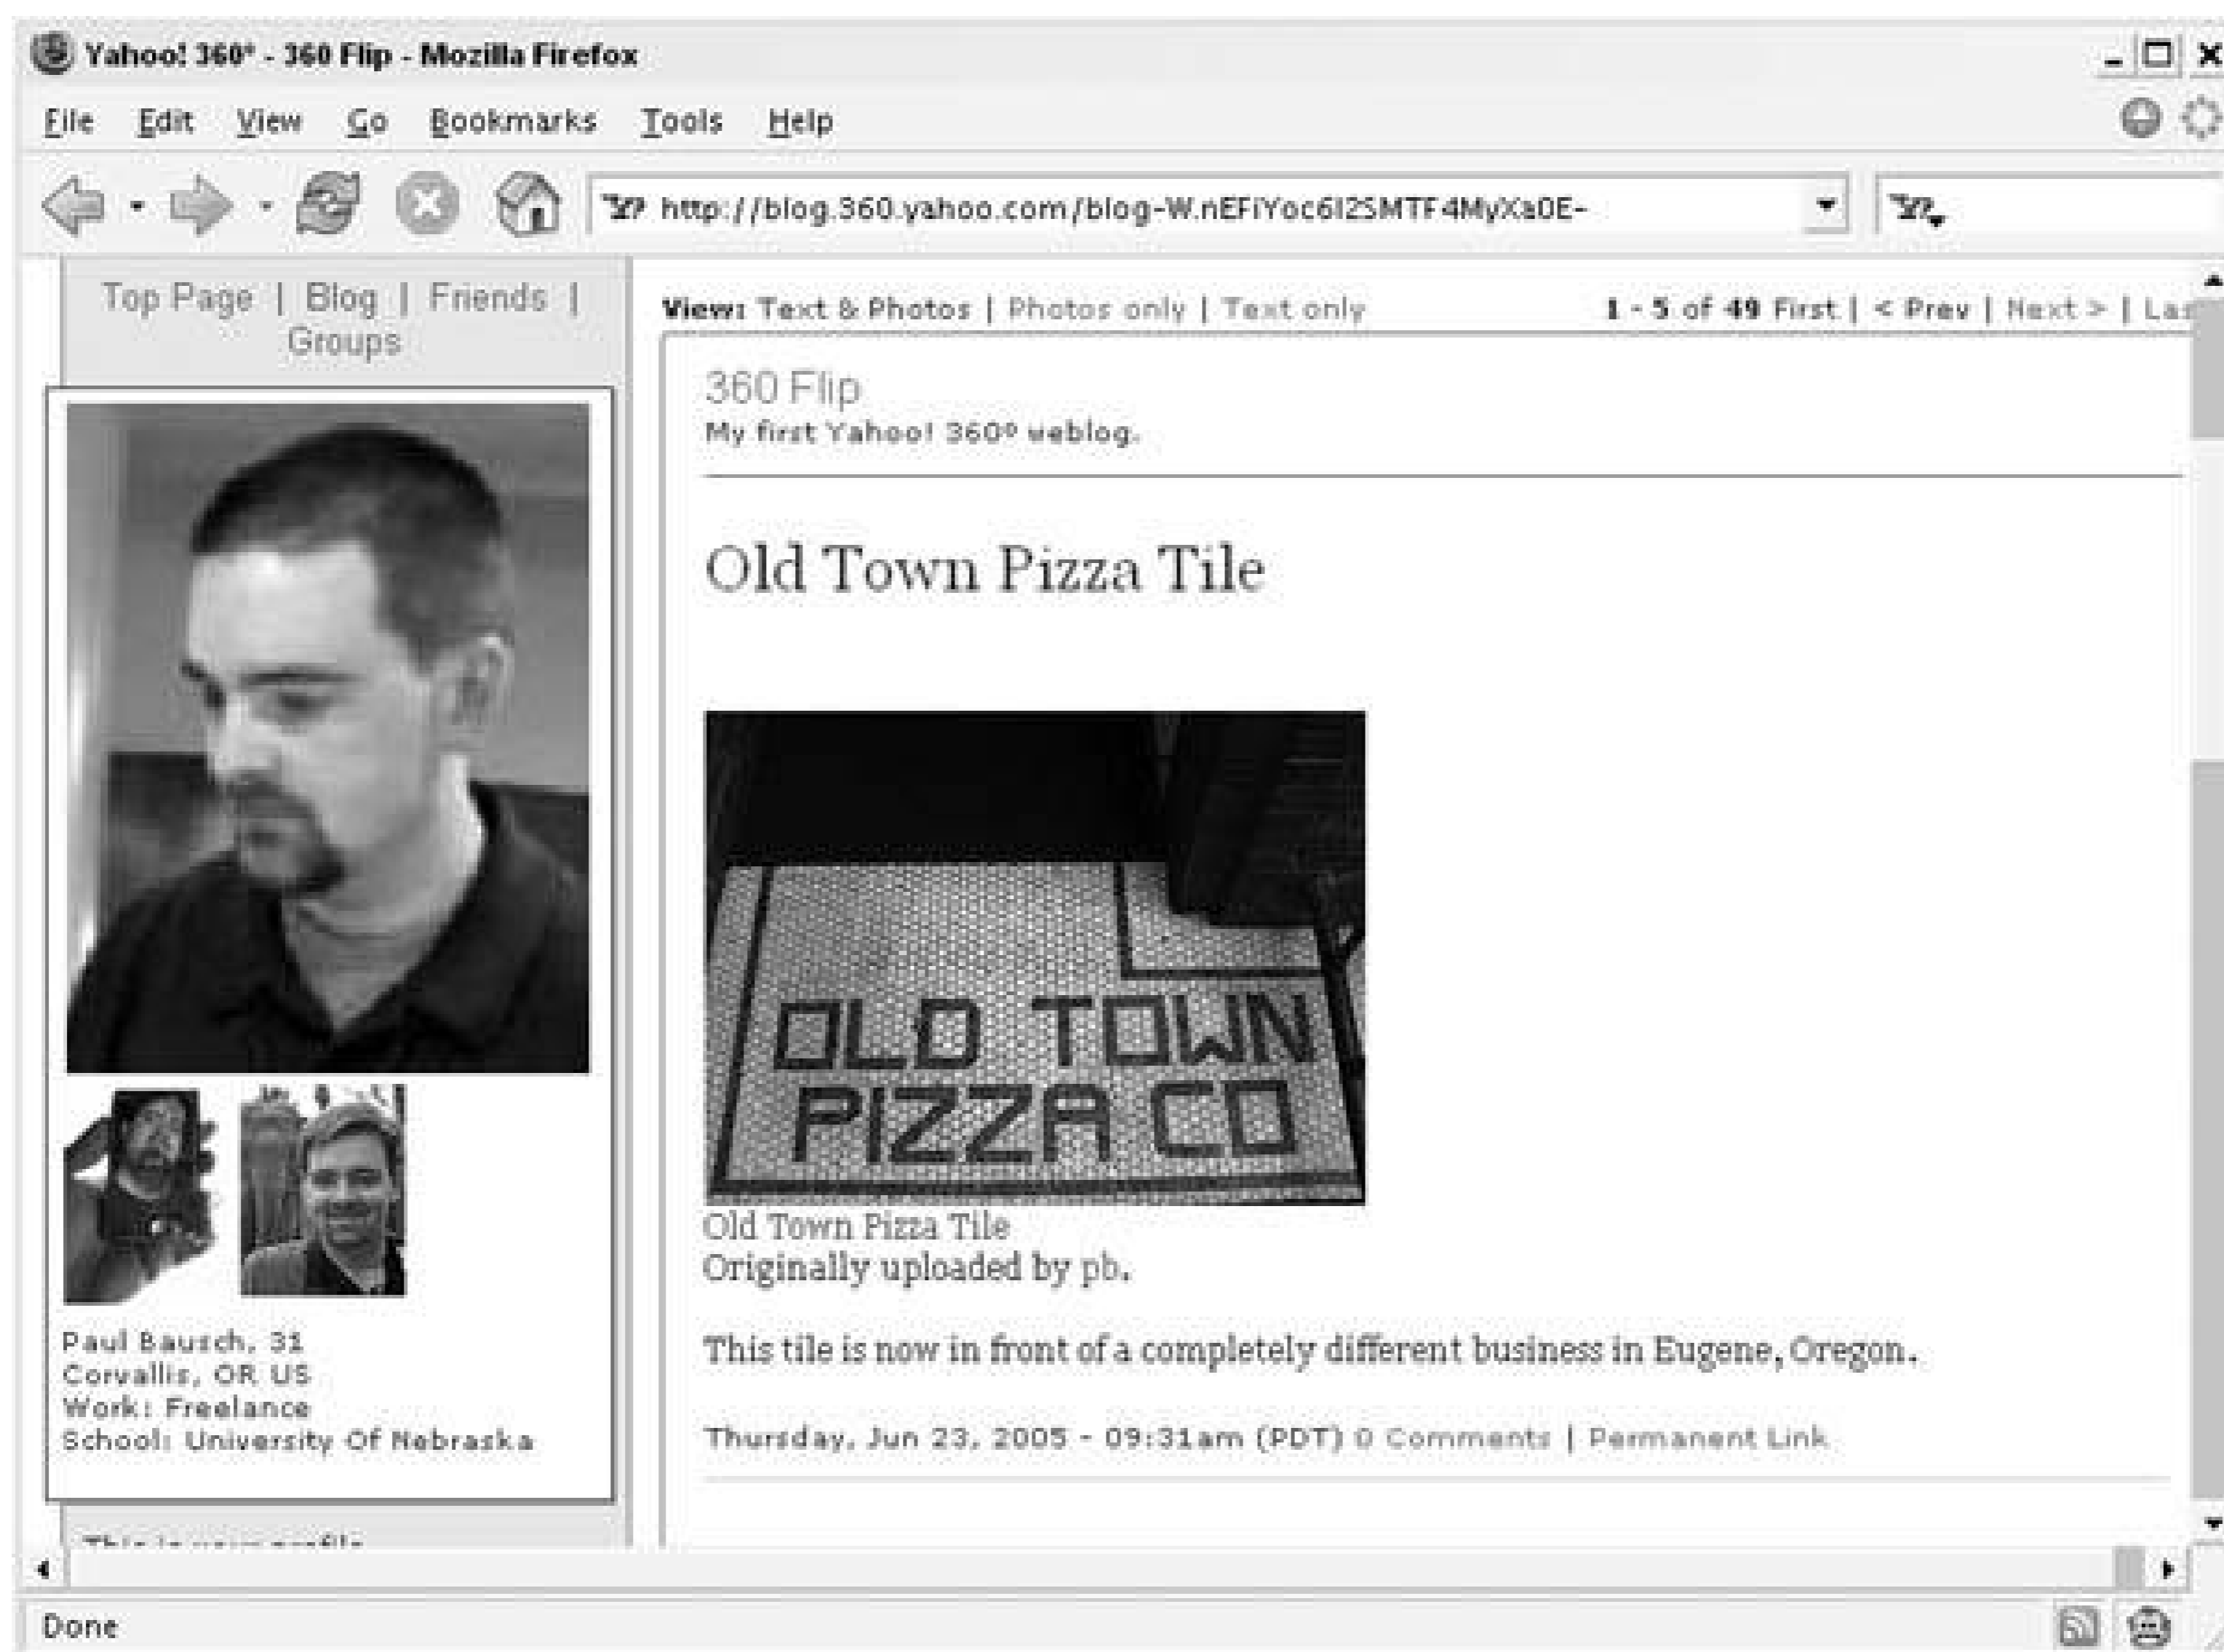 Yahoo! 360° - 360 Flip - Mozilla Firefox
File Edit View Go Bookmarks Tools Help
http://blog.360.yahoo.com/blog-W.nEFiYoc6I2SMTF4MyXa0E-
Top Page | Blog | Friends |
Groups
View: Text & Photos | Photos only | Text only
1 - 5 of 49 First | < Prev | Next > | Las
360 Flip
My first Yahoo! 360º weblog.
Old Town Pizza Tile
OLD TOWN
PIZZA CO
Old Town Pizza Tile
Originally uploaded by pb.
This tile is now in front of a completely different business in Eugene, Oregon.
Thursday, Jun 23, 2005 - 09:31am (PDT) 0 Comments | Permanent Link
Paul Bausch, 31
Corvallis, OR US
Work: Freelance
School: University Of Nebraska
Done